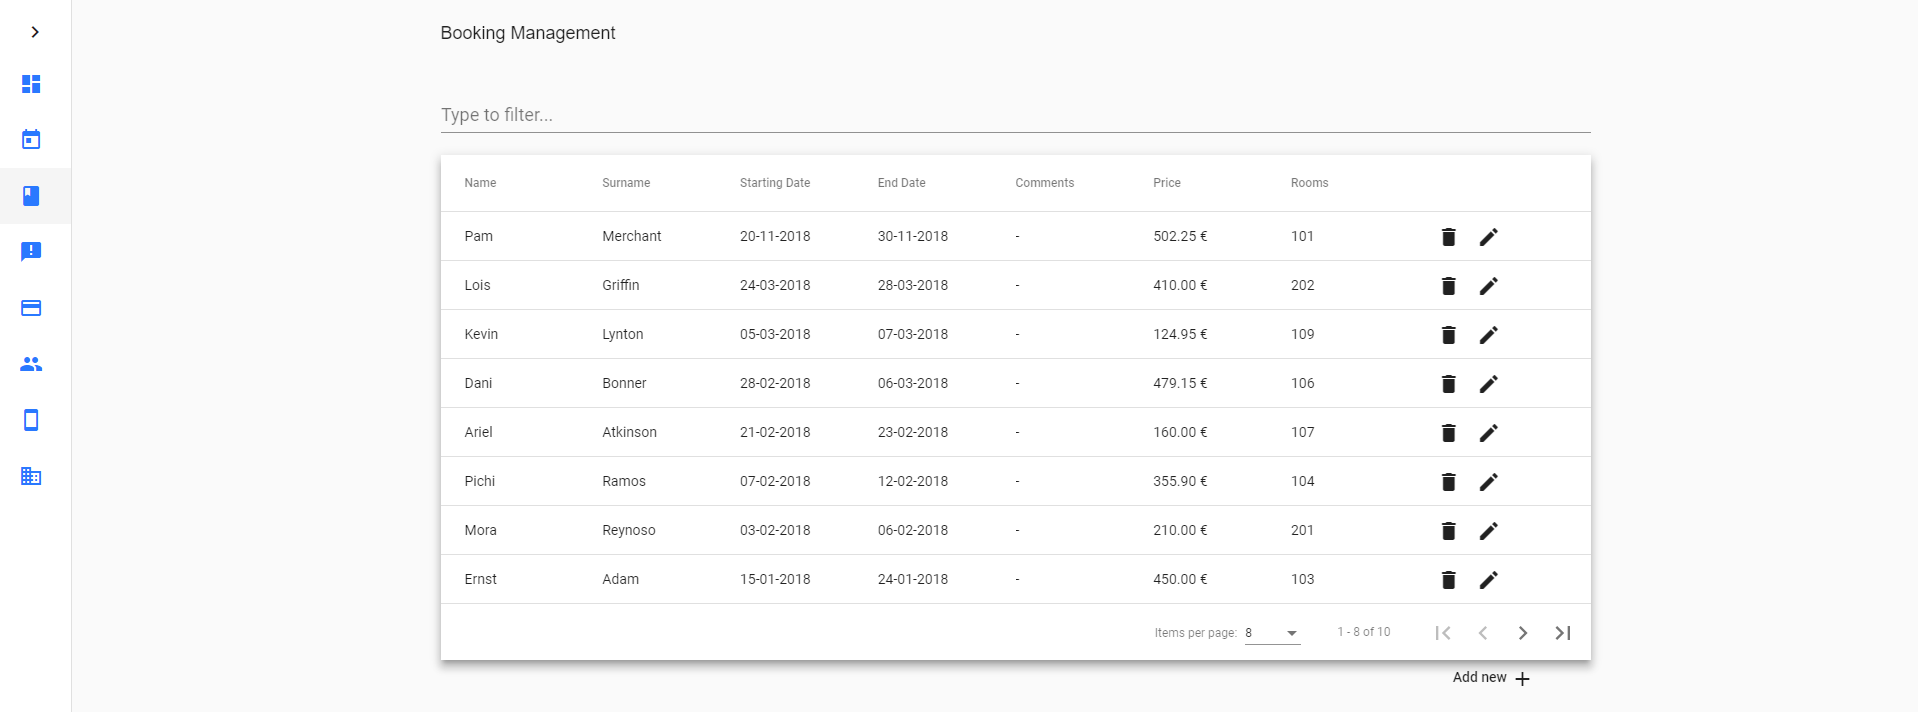 Booking Management
Type to filter...
Name Surname Starting Date End Date Comments Price Rooms
Pam Merchant 20-11-2018 30-11-2018 - 502.25 € 101
Lois Griffin 24-03-2018 28-03-2018 - 410.00 € 202
Kevin Lynton 05-03-2018 07-03-2018 - 124.95 € 109
Dani Bonner 28-02-2018 06-03-2018 - 479.15 € 106
Ariel Atkinson 21-02-2018 23-02-2018 - 160.00 € 107
Pichi Ramos 07-02-2018 12-02-2018 - 355.90 € 104
Mora Reynoso 03-02-2018 06-02-2018 - 210.00 € 201
Ernst Adam 15-01-2018 24-01-2018 - 450.00 € 103
Items per page: 8 1 - 8 of 10
Add new